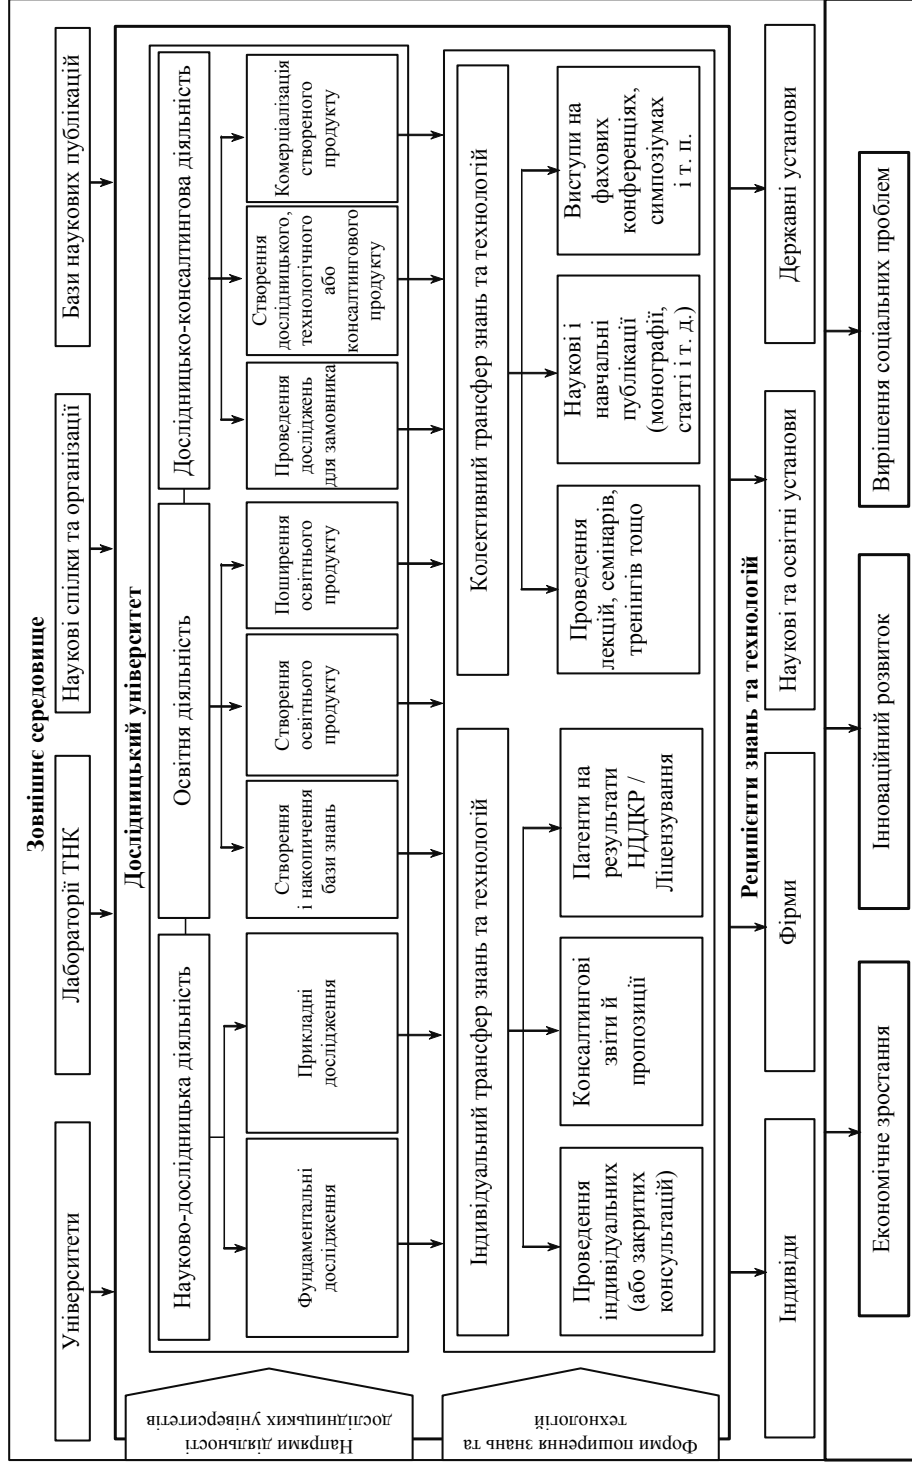 Зовнішнє середовище
Університети
Лабораторії ТНК
Наукові спілки та організації
Бази наукових публікацій
Дослідницький університет
Напрями діяльності
дослідницьких університетів
Науково-дослідницька діяльність
Освітня діяльність
Дослідницько-консалтингова діяльність
Фундаментальні
дослідження
Прикладні
дослідження
Створення
і накопичення
бази знань
Створення
освітнього
продукту
Поширення
освітнього
продукту
Проведення
досліджень
для замовника
Створення
дослідницького,
технологічного
або
консалтингового
продукту
Комерціалізація
створеного
продукту
Форми поширення знань та
технологій
Індивідуальний трансфер знань та технологій
Колективний трансфер знань та технологій
Проведення
індивідуальних
(або закритих
консультацій)
Консалтингові
звіти й
пропозиції
Патенти на
результати
НДДКР /
Ліцензування
Проведення
лекцій, семінарів,
тренінгів тощо
Наукові і
навчальні
публікації
(монографії,
статті і т. д.)
Виступи на
фахових
конференціях,
симпозіумах
і т. п.
Реципієнти знань та технологій
Індивіди
Фірми
Наукові та освітні установи
Державні установи
Економічне зростання
Інноваційний розвиток
Вирішення соціальних проблем